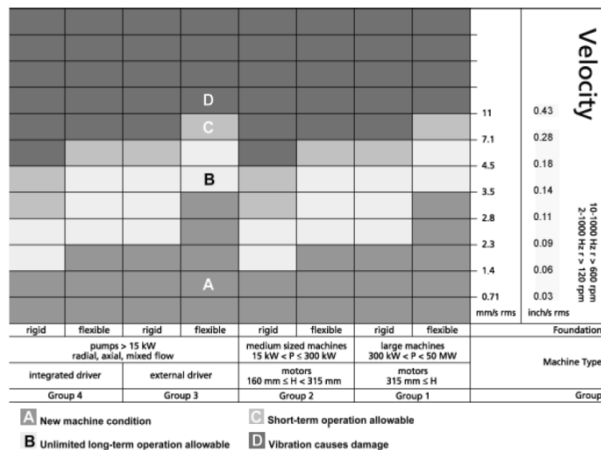 D
C
B
A
11 0.43
7.1 0.28
4.5 0.18
3.5 0.14
2.8 0.11
2.3 0.09
1.4 0.06
0.71 0.03
mm/s rms inch/s rms
Velocity
10-1000 Hz r > 600 rpm
2-1000 Hz r > 120 rpm
rigid flexible rigid flexible rigid flexible rigid flexible Foundation
pumps > 15 kW
radial, axial, mixed flow
medium sized machines
15 kW < P ≤ 300 kW
large machines
300 kW < P < 50 MW
Machine Type
integrated driver external driver
motors
160 mm ≤ H < 315 mm
motors
315 mm ≤ H
Group 4 Group 3 Group 2 Group 1 Group
A New machine condition
C Short-term operation allowable
B Unlimited long-term operation allowable
D Vibration causes damage